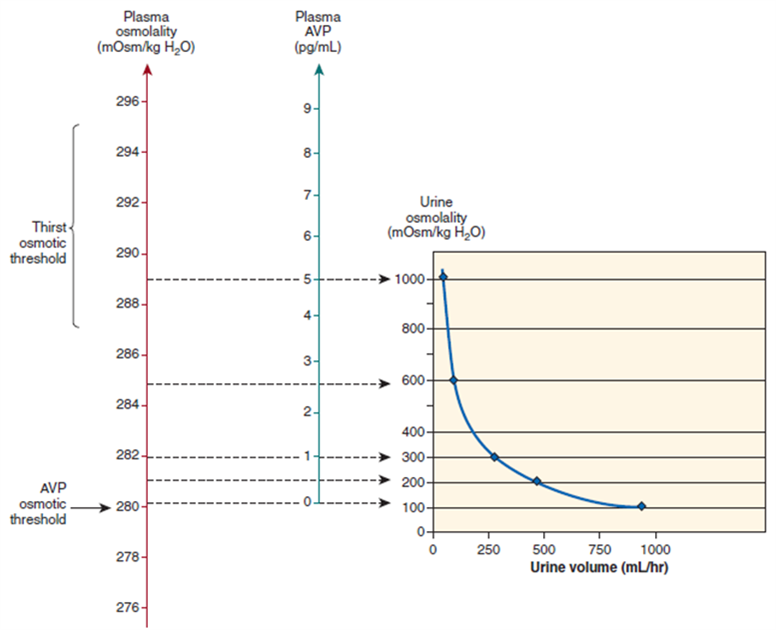 Plasma
osmolality
(mOsm/kg H₂O)
Plasma
AVP
(pg/mL)
296
294
292
290
288
286
284
282
280
278
276
Thirst
osmotic
threshold
AVP
osmotic
threshold
9
8
7
6
5
4
3
2
1
0
Urine
osmolality
(mOsm/kg H₂O)
1000
800
600
400
300
200
100
0
0 250 500 750 1000
Urine volume (mL/hr)